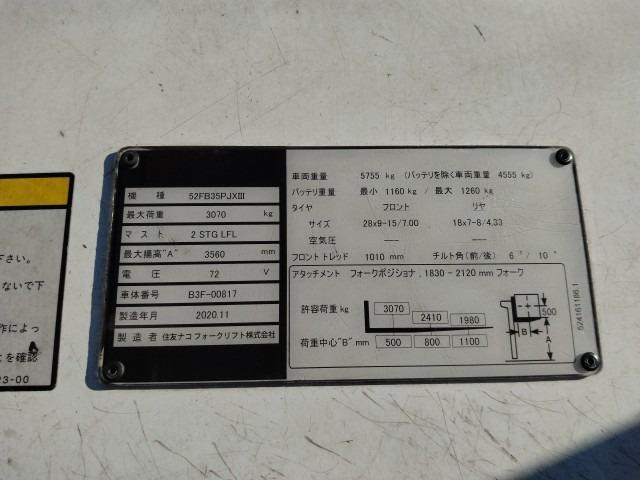 機 種 52FB35PJXⅢ
最大荷重 3070 kg
マスト 2 STG LFL
最大揚高"A" 3560 mm
電 圧 72 V
車体番号 B3F-00817
製造年月 2020.11
製造者 住友ナコフォークリフト株式会社
車両重量 5755 kg (バッテリを除く車両重量 4555 kg)
バッテリ重量 最小 1160 kg / 最大 1260 kg
タイヤ フロント リヤ
サイズ 28x9-15/7.00 18x7-8/4.33
空気圧 --- ---
フロントトレッド 1010 mm チルト角(前/後) 6°/ 10°
アタッチメント フォークポジショナ, 1830 - 2120 mm フォーク
許容荷重 kg 3070 2410 1980
荷重中心"B" mm 500 800 1100
500
B
A
524161186.1
下さい。
ないで下
作によっ
とを確認
23-00